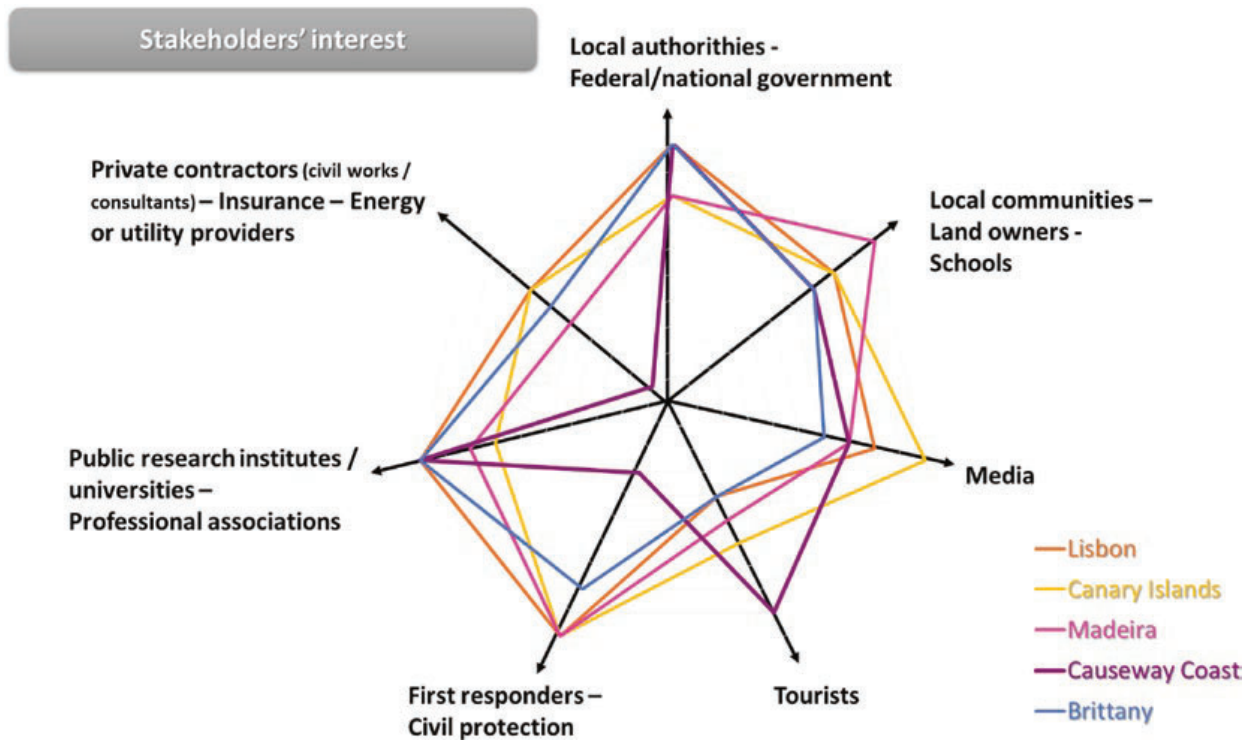 Stakeholders' interest
Local authorithies -
Federal/national government
Private contractors (civil works /
consultants) – Insurance – Energy
or utility providers
Local communities –
Land owners -
Schools
Public research institutes /
universities –
Professional associations
Media
First responders –
Civil protection
Tourists
Lisbon
Canary Islands
Madeira
Causeway Coast
Brittany